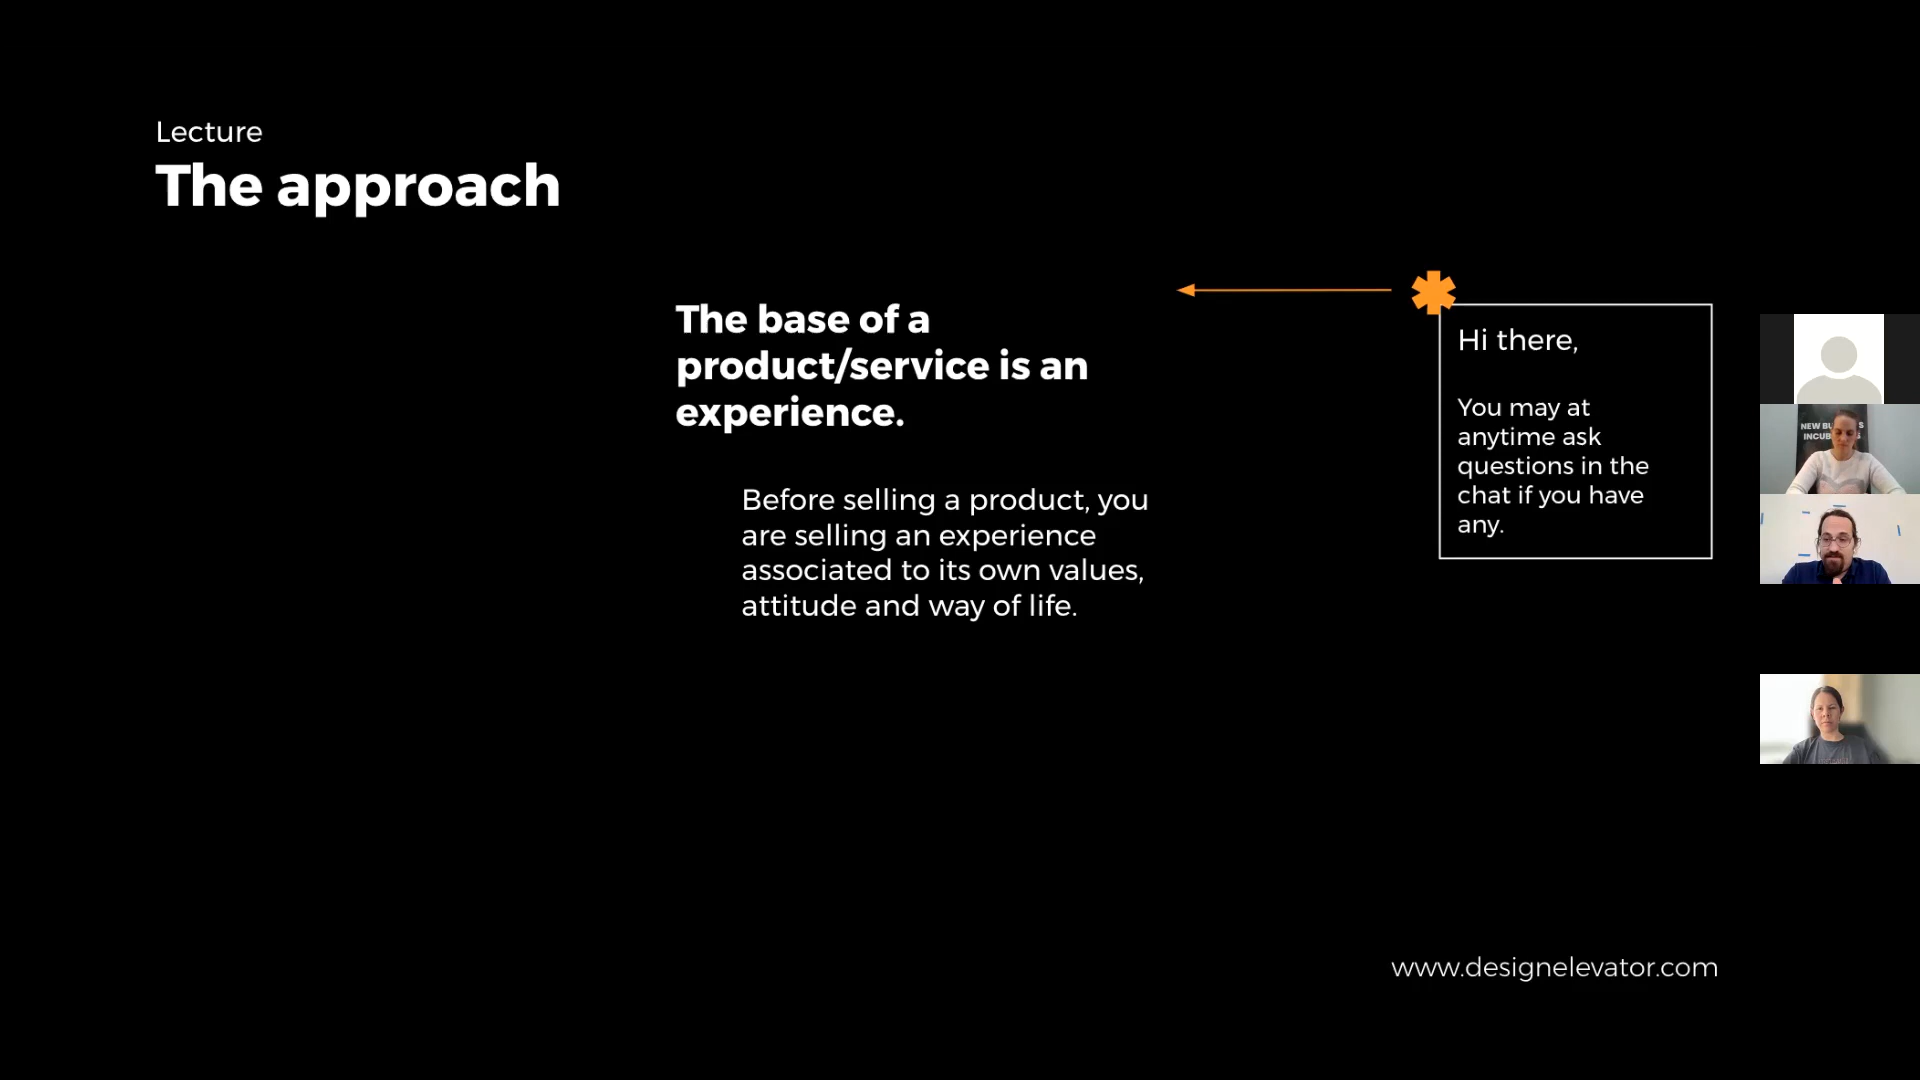 Lecture
The approach
The base of a
product/service is an
experience.
Before selling a product, you
are selling an experience
associated to its own values,
attitude and way of life.
Hi there,
You may at
anytime ask
questions in the
chat if you have
any.
NEW
www.designelevator.com